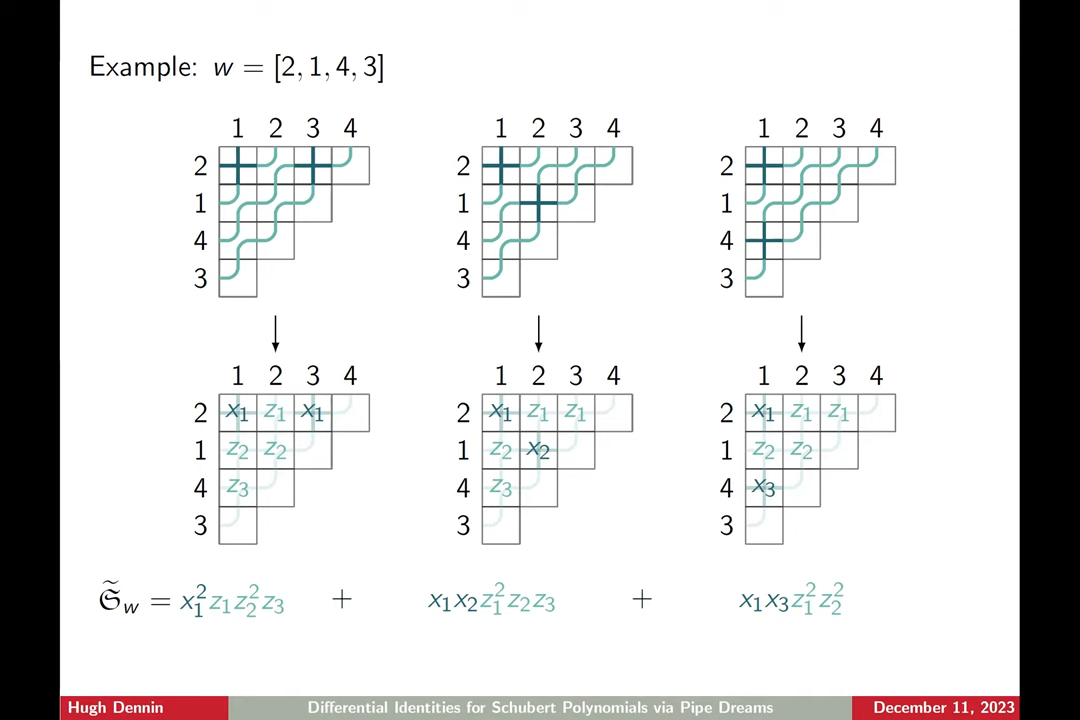 Example: w = [2, 1, 4, 3]
1 2 3 4 1 2 3 4 1 2 3 4
2 2 2
1 1 1
4 4 4
3 3 3
1 2 3 4 1 2 3 4 1 2 3 4
2 x₁ z₁ x₁ 2 x₁ z₁ z₁ 2 x₁ z₁ z₁
1 z₂ z₂ 1 z₂ x₂ 1 z₂ z₂
4 z₃ 4 z₃ 4 x₃
3 3 3
𝔖̃_w = x₁²z₁z₂²z₃ + x₁x₂z₁²z₂z₃ + x₁x₃z₁²z₂²
Hugh Dennin Differential Identities for Schubert Polynomials via Pipe Dreams December 11, 2023